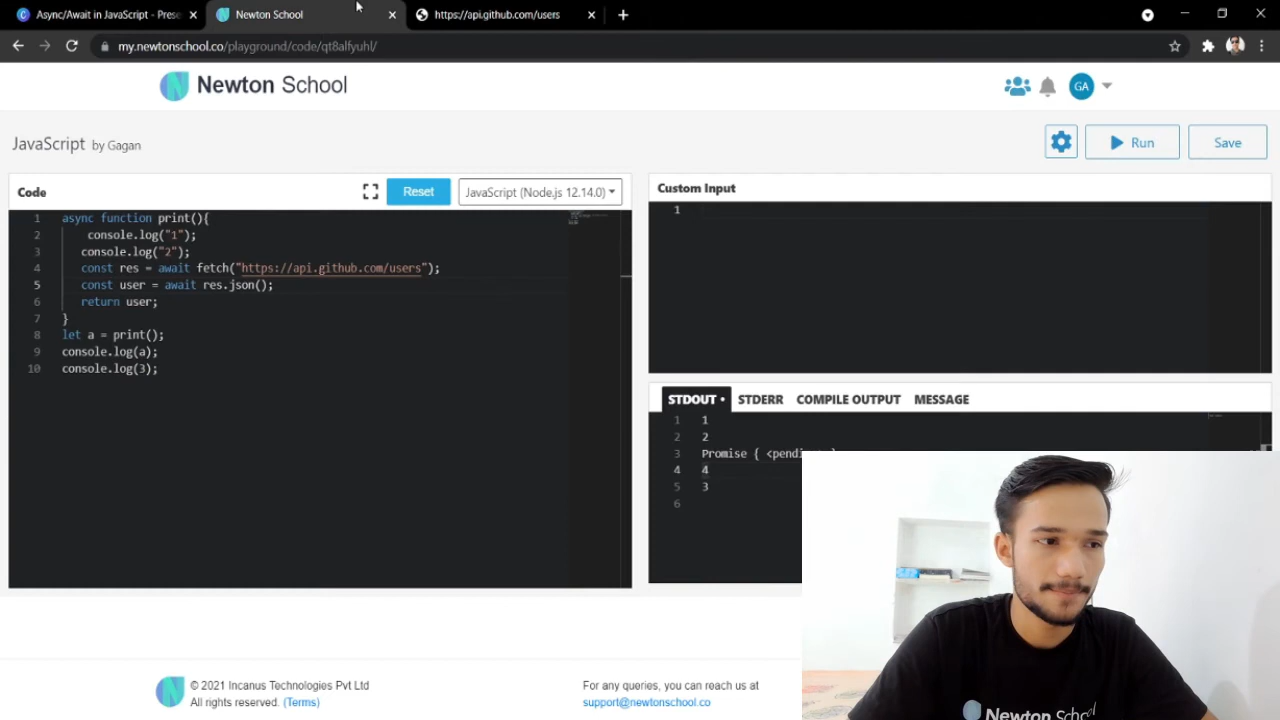 Async/Await in JavaScript - Prese
Newton School
https://api.github.com/users
my.newtonschool.co/playground/code/qt8alfyuhl/
Newton School
GA
JavaScript by Gagan
Run
Save
Code
Reset
JavaScript (Node.js 12.14.0)
Custom Input
1 async function print(){
2 console.log("1");
3 console.log("2");
4 const res = await fetch("https://api.github.com/users");
5 const user = await res.json();
6 return user;
7 }
8 let a = print();
9 console.log(a);
10 console.log(3);
1
STDOUT • STDERR COMPILE OUTPUT MESSAGE
1 1
2 2
3 Promise {
4 4
5 3
6
© 2021 Incanus Technologies Pvt Ltd
All rights reserved. (Terms)
For any queries, you can reach us at
support@newtonschool.co
Newton School